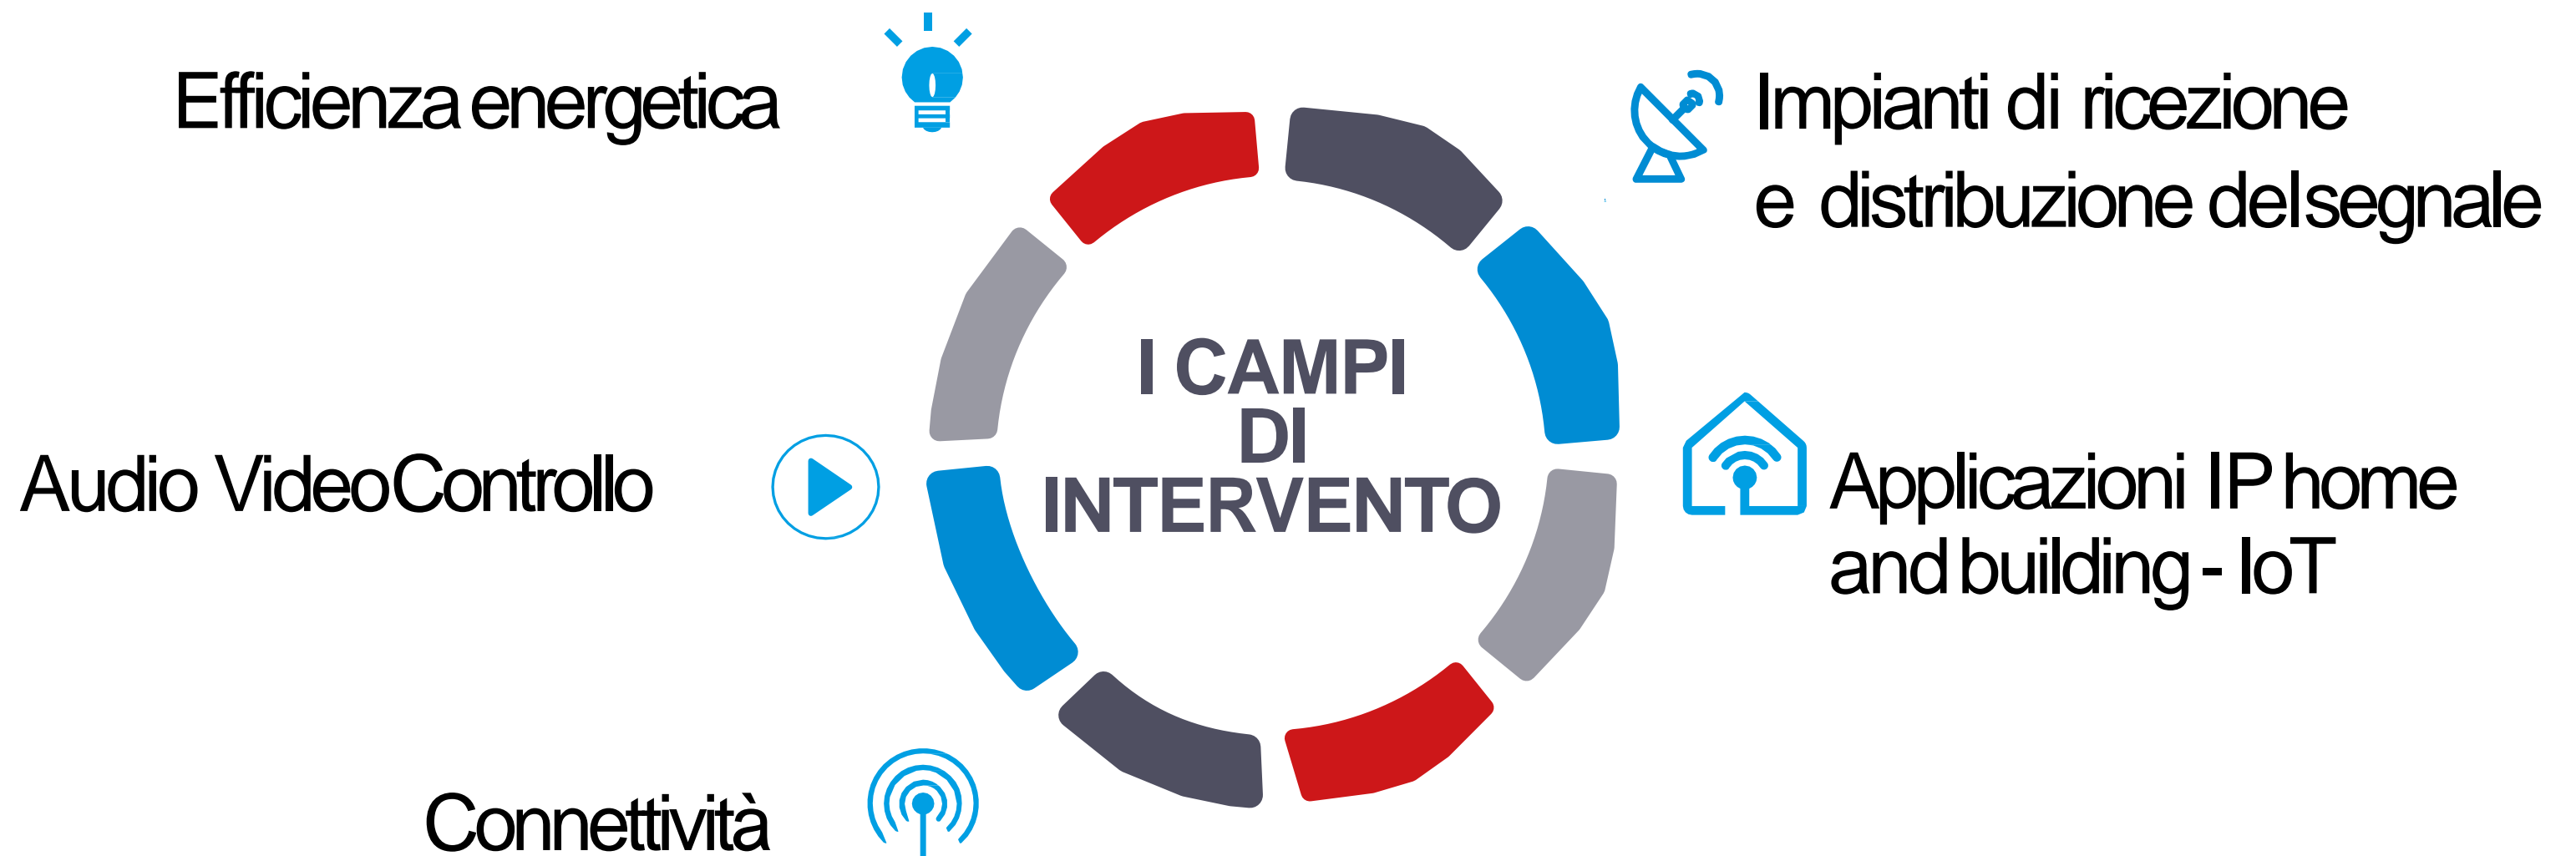 Efficienza energetica
Impianti di ricezione
e distribuzione del segnale
I CAMPI
DI
INTERVENTO
Audio Video Controllo
Applicazioni IP home
and building - IoT
Connettività